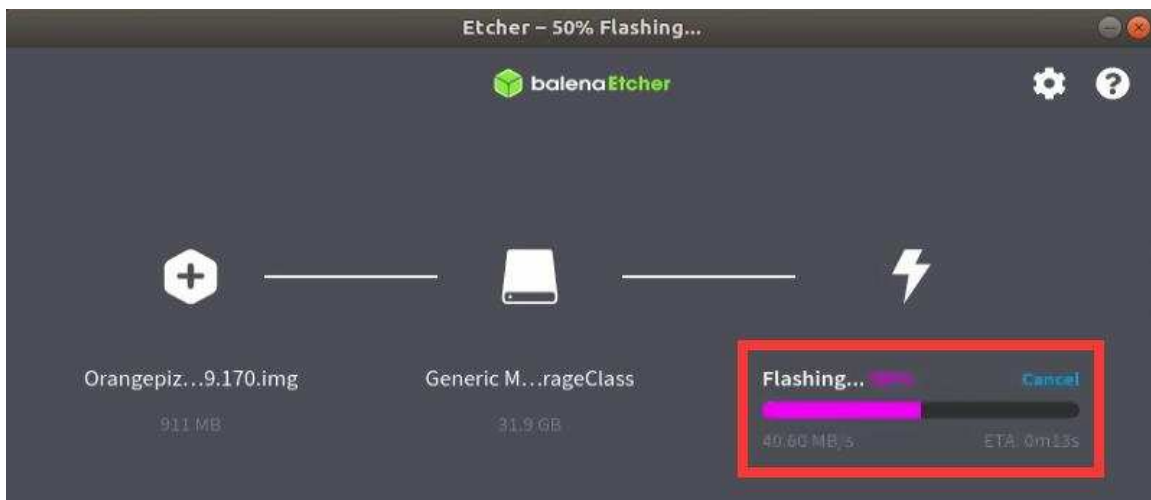 Etcher – 50% Flashing...
balenaEtcher
?
Orangepiz...9.170.img
911 MB
Generic M...rageClass
31.9 GB
Flashing... 50%
Cancel
40.60 MB/s
ETA: 0m13s